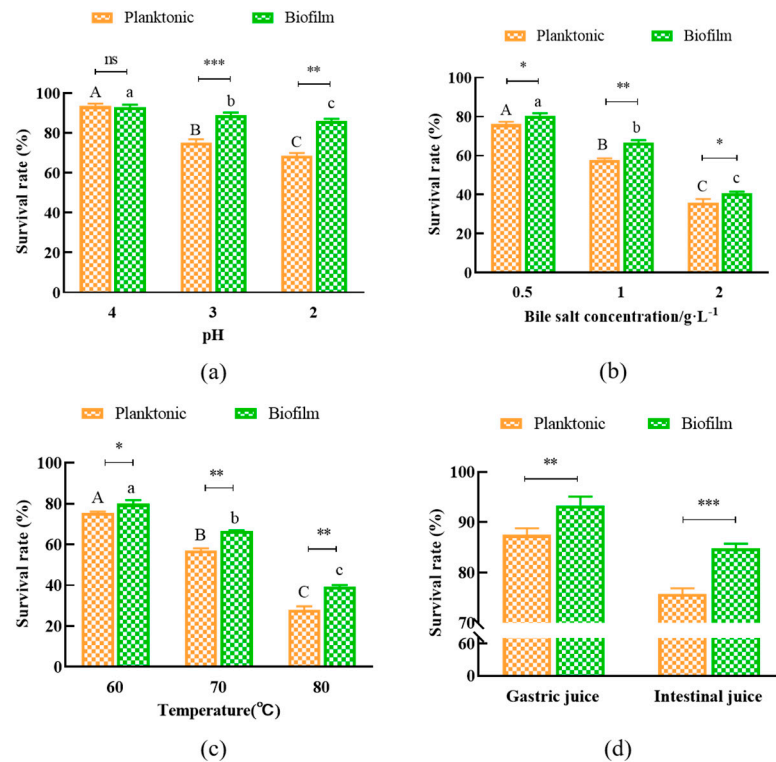 Planktonic Biofilm
ns *** **
A a B b C c
Survival rate (%)
100
80
60
40
20
0
4 3 2
pH
(a)
Planktonic Biofilm
* ** *
A a B b C c
Survival rate (%)
100
80
60
40
20
0
0.5 1 2
Bile salt concentration/g·L⁻¹
(b)
Planktonic Biofilm
* ** **
A a B b C c
Survival rate (%)
100
80
60
40
20
0
60 70 80
Temperature(℃)
(c)
Planktonic Biofilm
** ***
Survival rate (%)
100
90
80
70
60
0
Gastric juice Intestinal juice
(d)